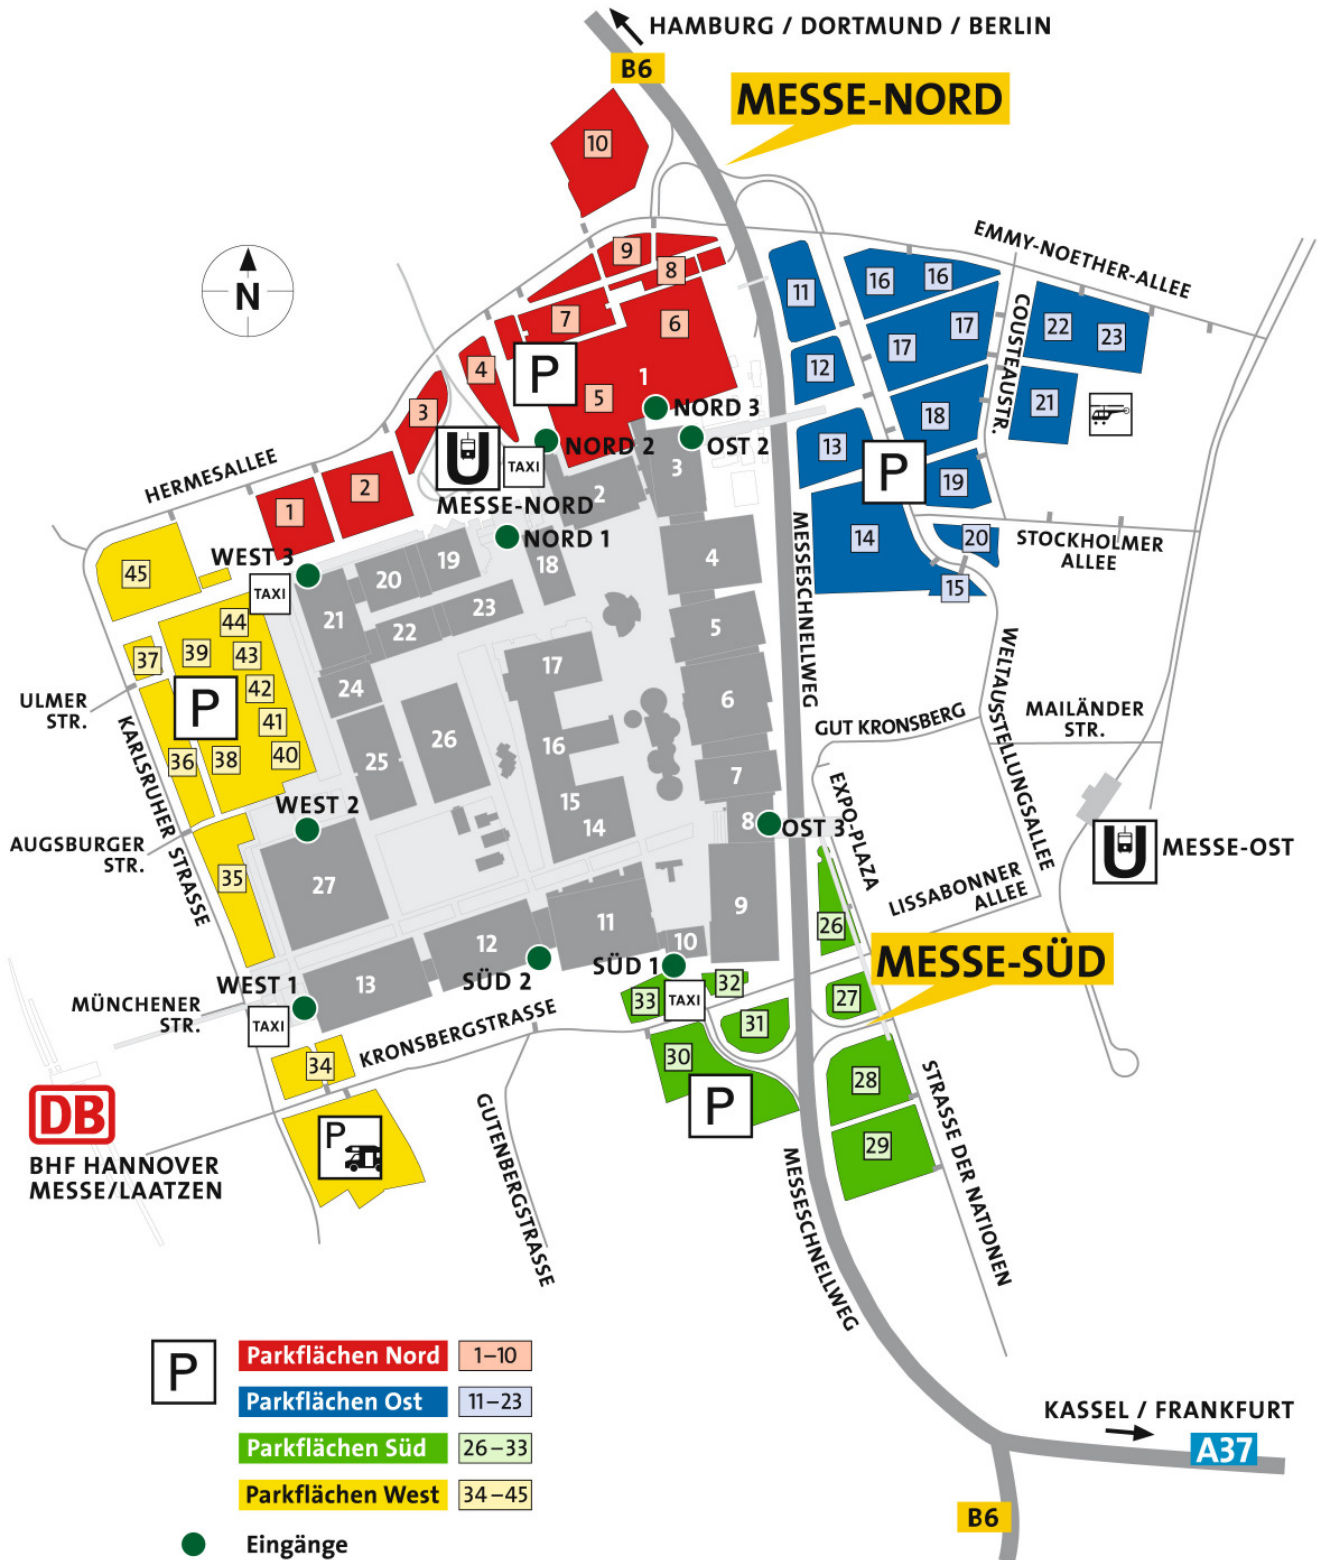 HAMBURG / DORTMUND / BERLIN
B6
MESSE-NORD
10
N
EMMY-NOETHER-ALLEE
9
8
7
6
11
16
16
17
17
COUSTEAUSTR.
22
23
4
P
5
1
12
21
3
NORD 3
18
NORD 2
OST 2
13
HERMESALLEE
U
TAXI
3
P
19
2
1
MESSE-NORD
2
NORD 1
14
20
STOCKHOLMER
ALLEE
15
MESSESCHNELLWEG
WEST 3
45
TAXI
21
20
19
18
4
22
23
5
44
39
43
37
42
P
41
40
38
36
24
17
6
25
26
16
7
15
14
8
ULMER
STR.
KARLSRUHER STRASSE
GUT KRONSBERG
WELTAUSSTELLUNGSALLEE
MAILÄNDER
STR.
EXPO-PLAZA
WEST 2
OST 3
U
MESSE-OST
AUGSBURGER
STR.
35
27
9
LISSABONNER
ALLEE
26
11
12
10
13
SÜD 2
SÜD 1
MESSE-SÜD
WEST 1
MÜNCHENER
STR.
TAXI
33
TAXI
32
27
31
34
KRONSBERGSTRASSE
30
P
28
29
STRASSE DER NATIONEN
DB
BHF HANNOVER
MESSE/LAATZEN
P
GUTENBERGSTRASSE
MESSESCHNELLWEG
P
Parkflächen Nord 1–10
Parkflächen Ost 11–23
Parkflächen Süd 26–33
Parkflächen West 34–45
Eingänge
KASSEL / FRANKFURT
A37
B6